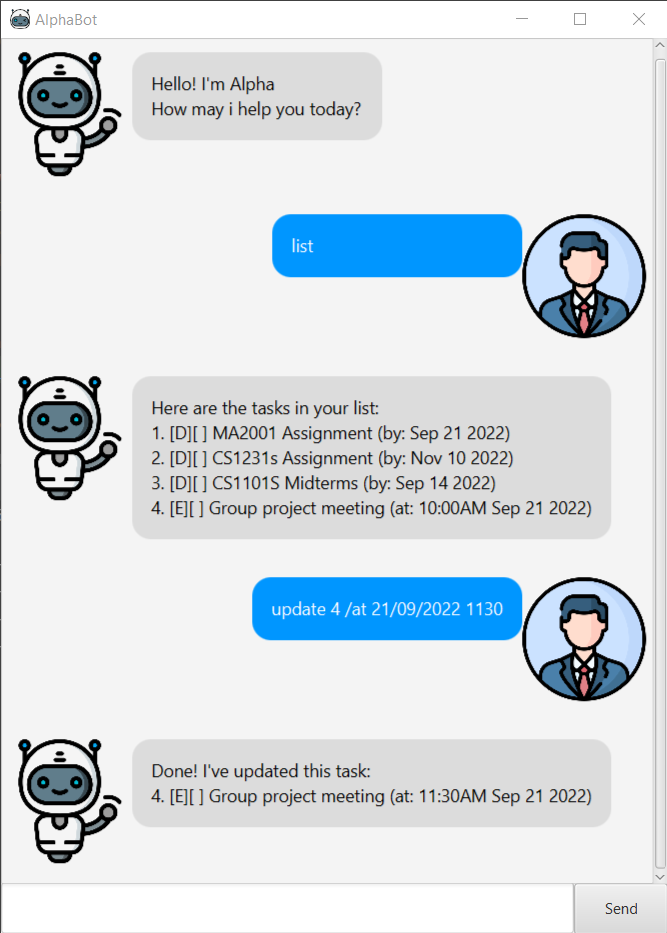 AlphaBot
Hello! I'm Alpha
How may i help you today?
list
Here are the tasks in your list:
1. [D][ ] MA2001 Assignment (by: Sep 21 2022)
2. [D][ ] CS1231s Assignment (by: Nov 10 2022)
3. [D][ ] CS1101S Midterms (by: Sep 14 2022)
4. [E][ ] Group project meeting (at: 10:00AM Sep 21 2022)
update 4 /at 21/09/2022 1130
Done! I've updated this task:
4. [E][ ] Group project meeting (at: 11:30AM Sep 21 2022)
Send